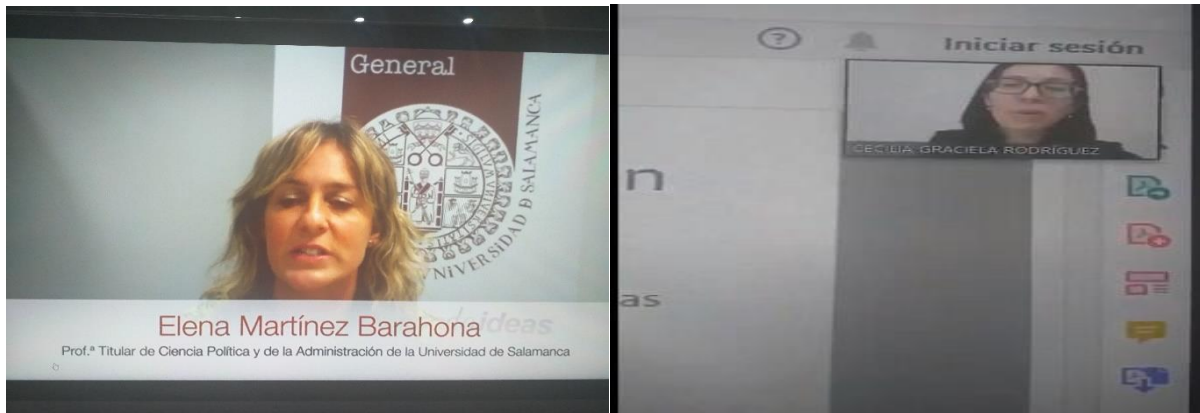 General
UNIVERSIDAD D SALAMANCA
ideas
Elena Martínez Barahona
Prof.ª Titular de Ciencia Política y de la Administración de la Universidad de Salamanca
?
Iniciar sesión
CECILIA GRACIELA RODRÍGUEZ
n
as